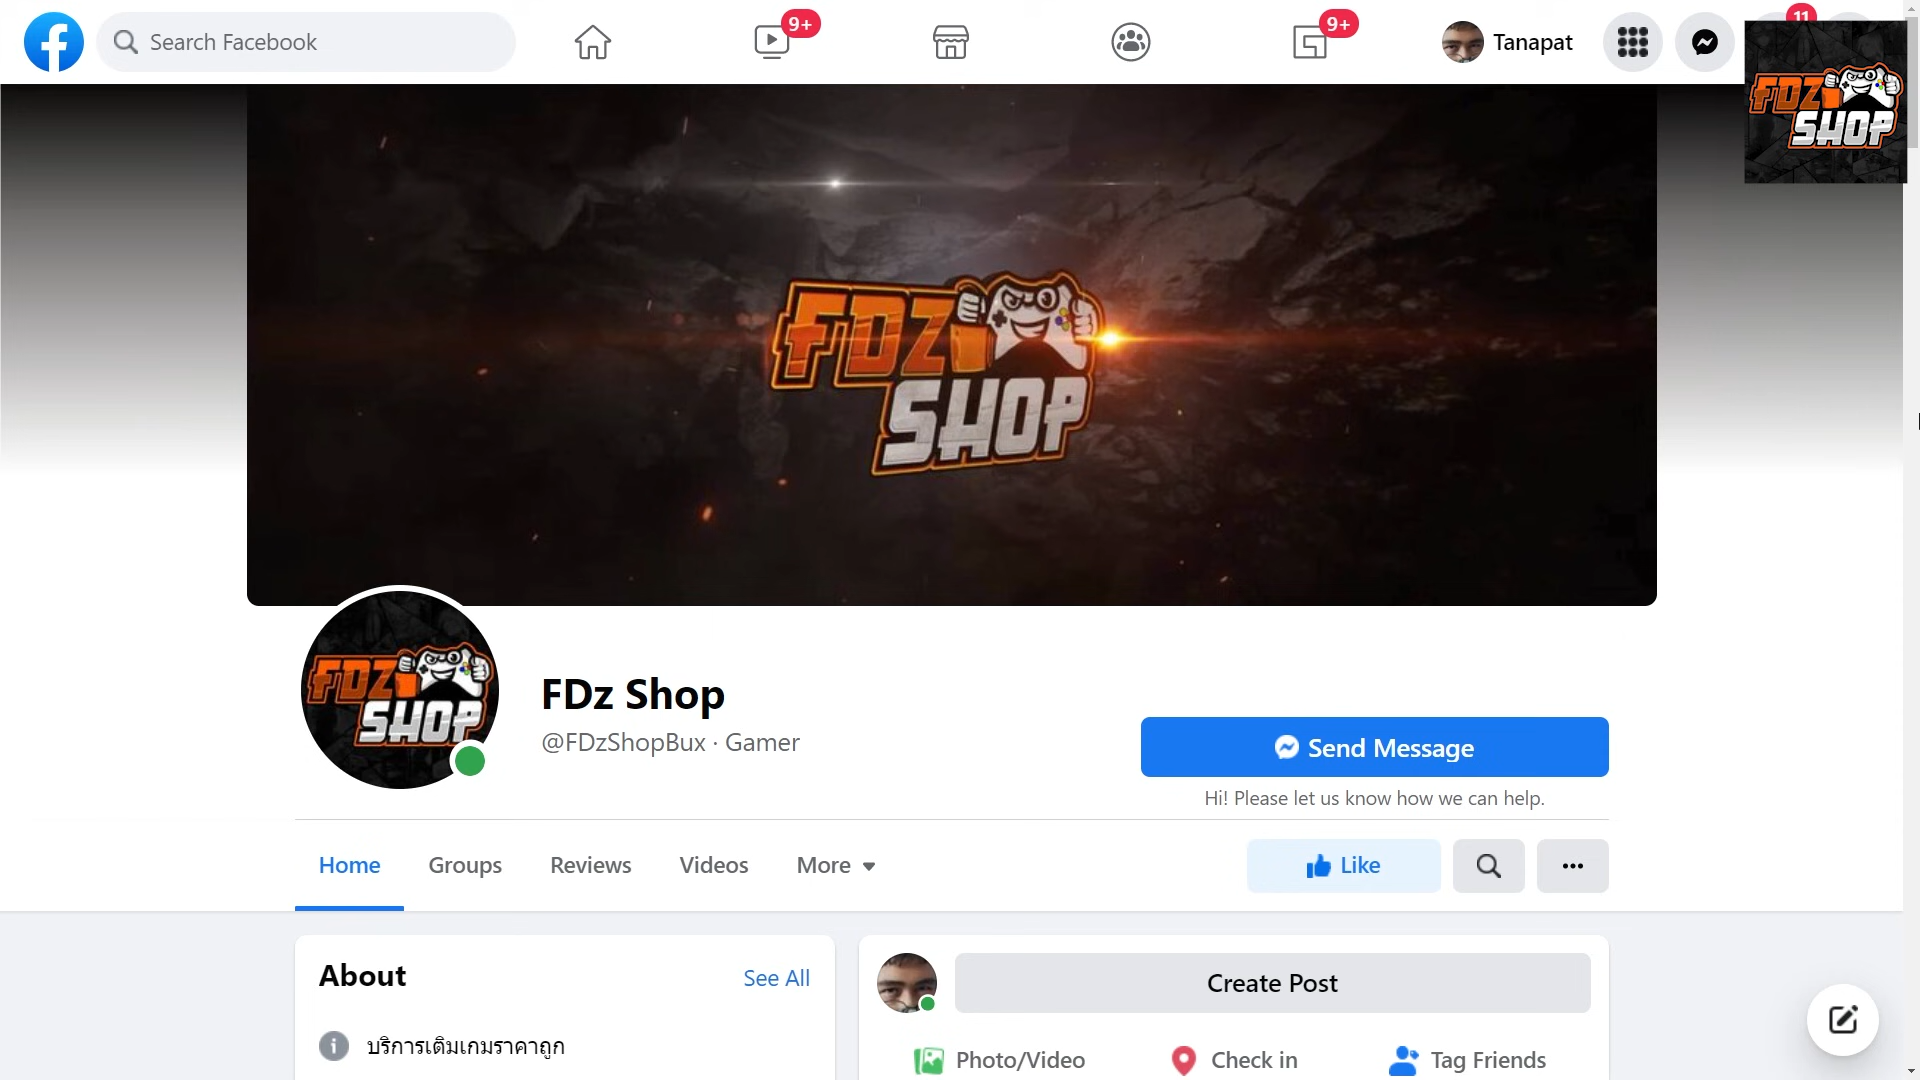 Search Facebook
9+
9+
Tanapat
11
FDZ
SHOP
FDZ
SHOP
FDZ
SHOP
FDz Shop
@FDzShopBux · Gamer
Send Message
Hi! Please let us know how we can help.
Home
Groups
Reviews
Videos
More
Like
About
See All
Create Post
บริการเติมเกมราคาถูก
Photo/Video
Check in
Tag Friends